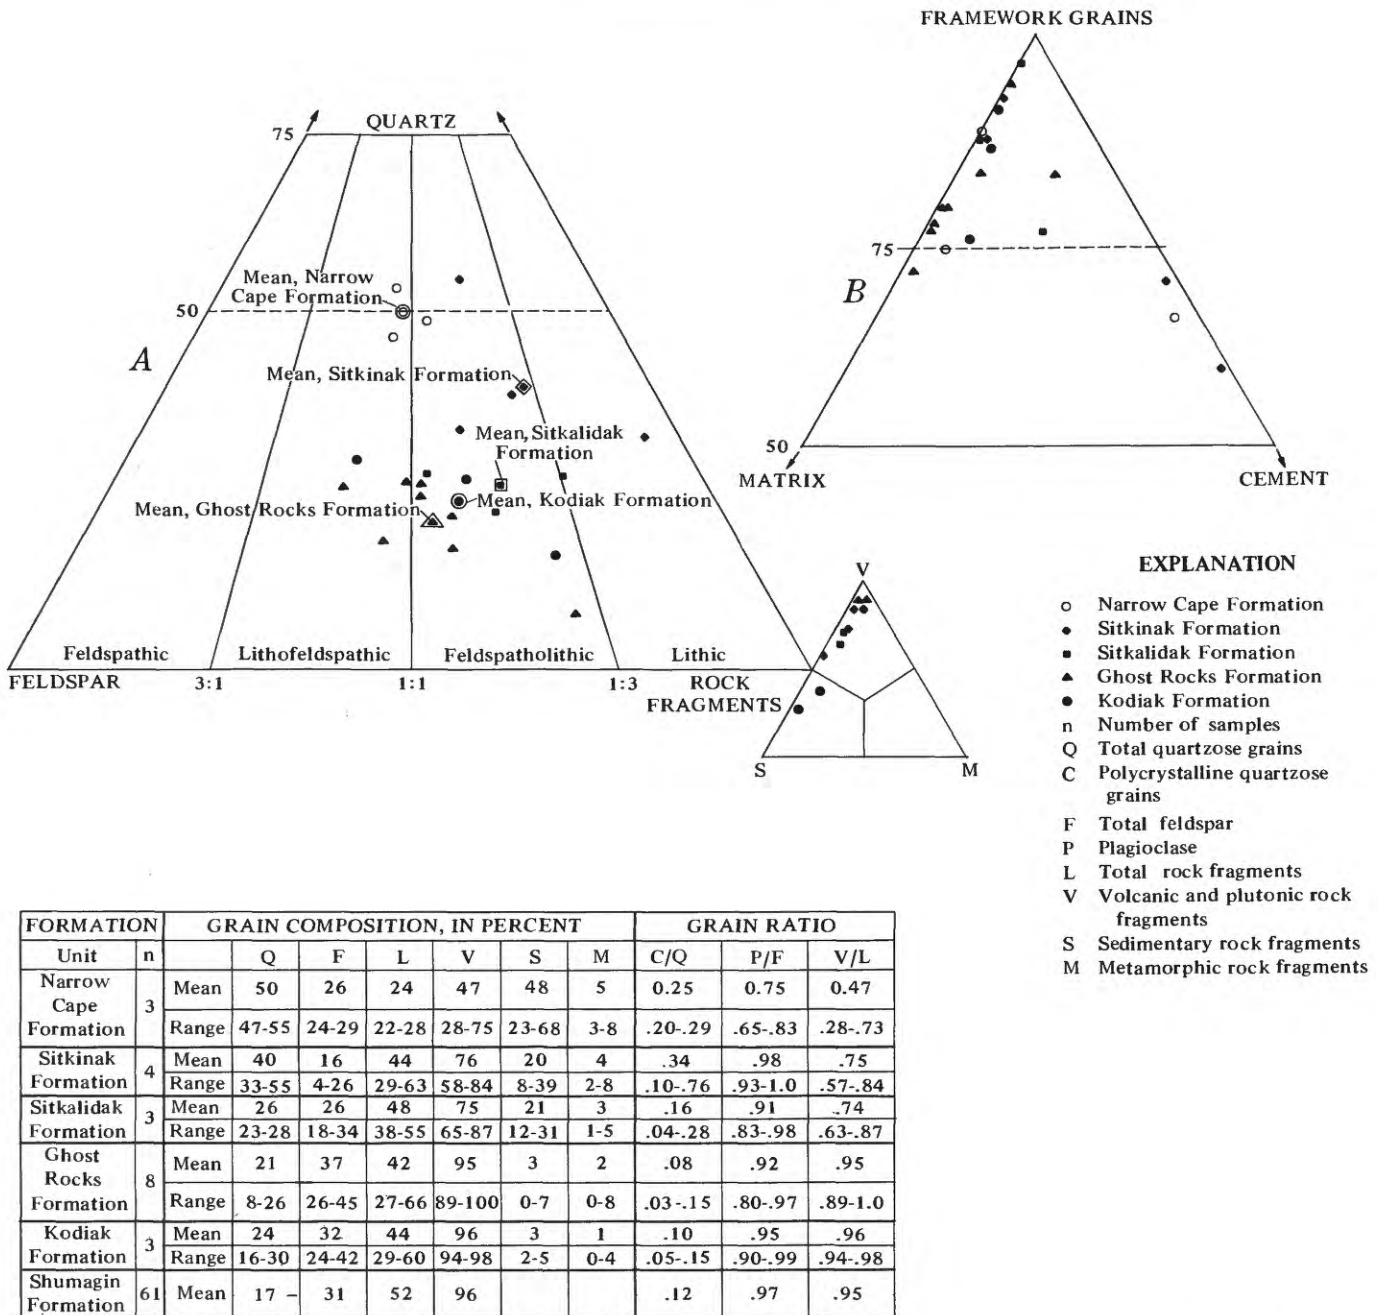 FRAMEWORK GRAINS
75
QUARTZ
Mean, Narrow
Cape Formation
50
A
Mean, Sitkinak Formation
Mean, Sitkalidak
Formation
Mean, Kodiak Formation
Mean, Ghost Rocks Formation
Feldspathic
Lithofeldspathic
Feldspatholithic
Lithic
FELDSPAR
3:1
1:1
1:3
ROCK
FRAGMENTS
75
B
50
MATRIX
CEMENT
V
S
M
EXPLANATION
Narrow Cape Formation
Sitkinak Formation
Sitkalidak Formation
Ghost Rocks Formation
Kodiak Formation
n Number of samples
Q Total quartzose grains
C Polycrystalline quartzose
grains
F Total feldspar
P Plagioclase
L Total rock fragments
V Volcanic and plutonic rock
fragments
S Sedimentary rock fragments
M Metamorphic rock fragments
FORMATION GRAIN COMPOSITION, IN PERCENT GRAIN RATIO
Unit n Q F L V S M C/Q P/F V/L
Narrow
Cape
Formation
3
Mean 50 26 24 47 48 5 0.25 0.75 0.47
Range 47-55 24-29 22-28 28-75 23-68 3-8 .20-.29 .65-.83 .28-.73
Sitkinak
Formation
4
Mean 40 16 44 76 20 4 .34 .98 .75
Range 33-55 4-26 29-63 58-84 8-39 2-8 .10-.76 .93-1.0 .57-.84
Sitkalidak
Formation
3
Mean 26 26 48 75 21 3 .16 .91 .74
Range 23-28 18-34 38-55 65-87 12-31 1-5 .04-.28 .83-.98 .63-.87
Ghost
Rocks
Formation
8
Mean 21 37 42 95 3 2 .08 .92 .95
Range 8-26 26-45 27-66 89-100 0-7 0-8 .03-.15 .80-.97 .89-1.0
Kodiak
Formation
3
Mean 24 32 44 96 3 1 .10 .95 .96
Range 16-30 24-42 29-60 94-98 2-5 0-4 .05-.15 .90-.99 .94-.98
Shumagin
Formation
61
Mean 17 – 31 52 96 .12 .97 .95